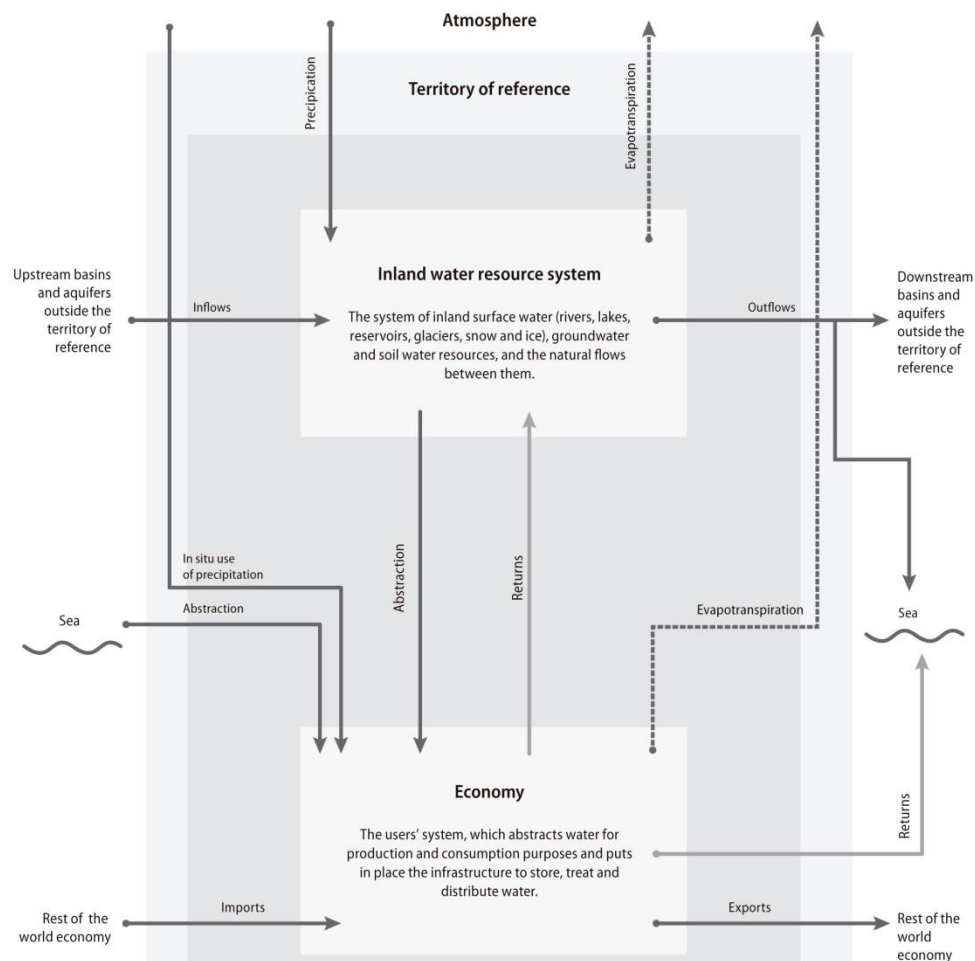 Atmosphere
Territory of reference
Precipication
Evapotranspiration
Inland water resource system
The system of inland surface water (rivers, lakes,
reservoirs, glaciers, snow and ice), groundwater
and soil water resources, and the natural flows
between them.
Upstream basins
and aquifers
outside the
territory of
reference
Inflows
Outflows
Downstream
basins and
aquifers
outside the
territory of
reference
In situ use
of precipitation
Abstraction
Sea
Abstraction
Returns
Evapotranspiration
Sea
Economy
The users’ system, which abstracts water for
production and consumption purposes and puts
in place the infrastructure to store, treat and
distribute water.
Returns
Rest of the
world economy
Imports
Exports
Rest of the
world
economy